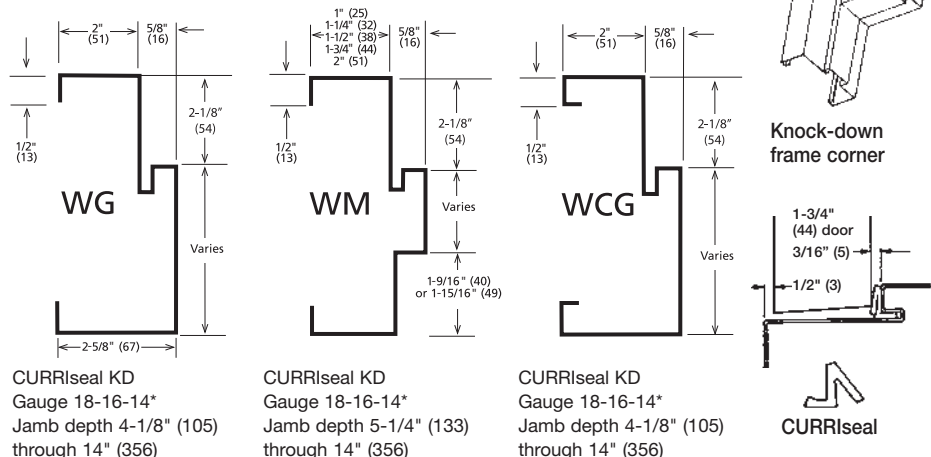 2"
(51)
5/8"
(16)
1/2"
(13)
2-1/8"
(54)
WG
Varies
2-5/8" (67)
CURRIseal KD
Gauge 18-16-14*
Jamb depth 4-1/8" (105)
through 14" (356)
1" (25)
1-1/4" (32)
1-1/2" (38)
1-3/4" (44)
2" (51)
5/8"
(16)
1/2"
(13)
2-1/8"
(54)
WM
Varies
1-9/16" (40)
or 1-15/16" (49)
CURRIseal KD
Gauge 18-16-14*
Jamb depth 5-1/4" (133)
through 14" (356)
2"
(51)
5/8"
(16)
1/2"
(13)
2-1/8"
(54)
WCG
Varies
CURRIseal KD
Gauge 18-16-14*
Jamb depth 4-1/8" (105)
through 14" (356)
Knock-down
frame corner
1-3/4"
(44) door
3/16" (5)
1/2" (3)
CURRIseal